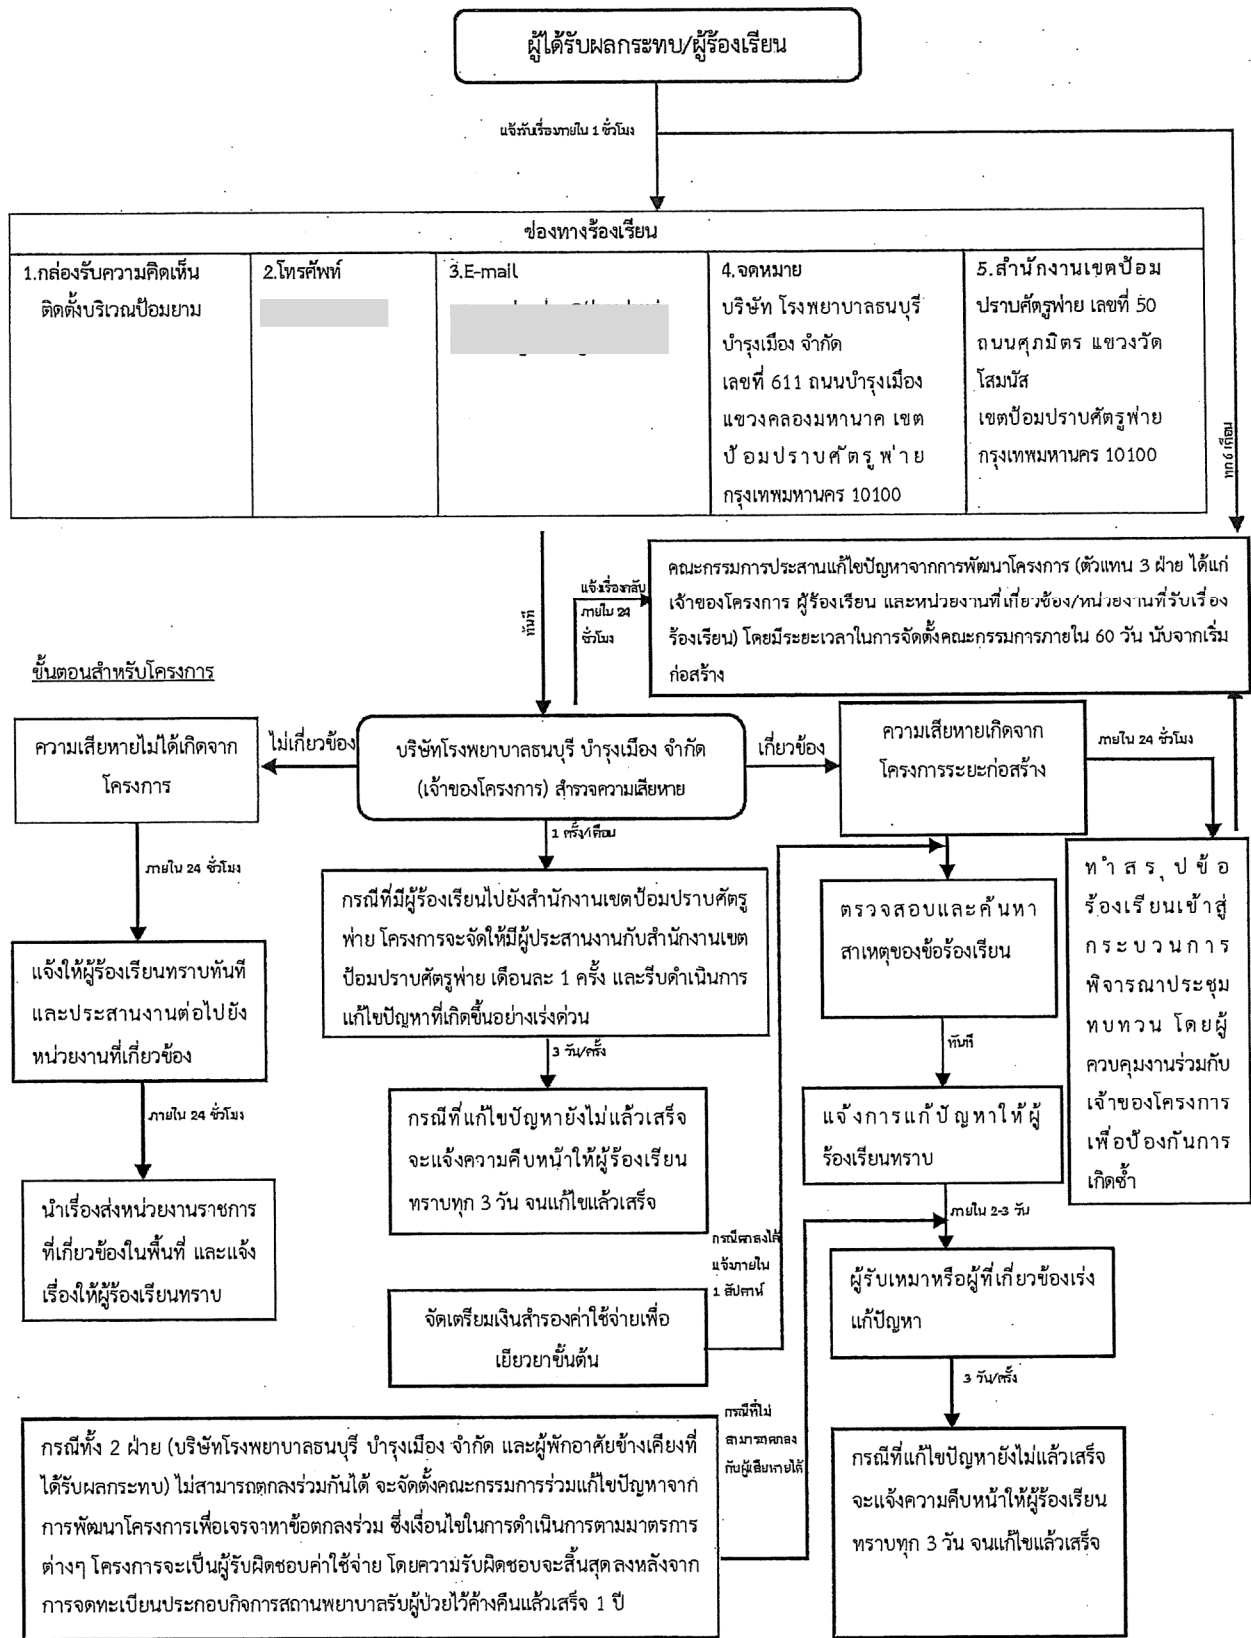 ผู้ได้รับผลกระทบ/ผู้ร้องเรียน
แจ้งรับเรื่องภายใน 1 ชั่วโมง
ช่องทางร้องเรียน
1.กล่องรับความคิดเห็น
ติดตั้งบริเวณป้อมยาม
2.โทรศัพท์
3.E-mail
4.จดหมาย
บริษัท โรงพยาบาลธนบุรี
บำรุงเมือง จำกัด
เลขที่ 611 ถนนบำรุงเมือง
แขวงคลองมหานาค เขต
ป้อมปราบศัตรูพ่าย
กรุงเทพมหานคร 10100
5.สำนักงานเขตป้อม
ปราบศัตรูพ่าย เลขที่ 50
ถนนศุภมิตร แขวงวัด
โสมนัส
เขตป้อมปราบศัตรูพ่าย
กรุงเทพมหานคร 10100
ทุก 6 เดือน
ทันที
แจ้งเรื่องกลับ
ภายใน 24
ชั่วโมง
คณะกรรมการประสานแก้ไขปัญหาจากการพัฒนาโครงการ (ตัวแทน 3 ฝ่าย ได้แก่
เจ้าของโครงการ ผู้ร้องเรียน และหน่วยงานที่เกี่ยวข้อง/หน่วยงานที่รับเรื่อง
ร้องเรียน) โดยมีระยะเวลาในการจัดตั้งคณะกรรมการภายใน 60 วัน นับจากเริ่ม
ก่อสร้าง
ขั้นตอนสำหรับโครงการ
ความเสียหายไม่ได้เกิดจาก
โครงการ
ไม่เกี่ยวข้อง
บริษัทโรงพยาบาลธนบุรี บำรุงเมือง จำกัด
(เจ้าของโครงการ) สำรวจความเสียหาย
เกี่ยวข้อง
ความเสียหายเกิดจาก
โครงการระยะก่อสร้าง
ภายใน 24 ชั่วโมง
1 ครั้ง/เดือน
ภายใน 24 ชั่วโมง
กรณีที่มีผู้ร้องเรียนไปยังสำนักงานเขตป้อมปราบศัตรู
พ่าย โครงการจะจัดให้มีผู้ประสานงานกับสำนักงานเขต
ป้อมปราบศัตรูพ่าย เดือนละ 1 ครั้ง และรีบดำเนินการ
แก้ไขปัญหาที่เกิดขึ้นอย่างเร่งด่วน
ตรวจสอบและค้นหา
สาเหตุของข้อร้องเรียน
ทำสรุปข้อ
ร้องเรียนเข้าสู่
กระบวนการ
พิจารณาประชุม
ทบทวน โดยผู้
ควบคุมงานร่วมกับ
เจ้าของโครงการ
เพื่อป้องกันการ
เกิดซ้ำ
แจ้งให้ผู้ร้องเรียนทราบทันที
และประสานงานต่อไปยัง
หน่วยงานที่เกี่ยวข้อง
3 วัน/ครั้ง
ทันที
ภายใน 24 ชั่วโมง
กรณีที่แก้ไขปัญหายังไม่แล้วเสร็จ
จะแจ้งความคืบหน้าให้ผู้ร้องเรียน
ทราบทุก 3 วัน จนแก้ไขแล้วเสร็จ
แจ้งการแก้ปัญหาให้ผู้
ร้องเรียนทราบ
นำเรื่องส่งหน่วยงานราชการ
ที่เกี่ยวข้องในพื้นที่ และแจ้ง
เรื่องให้ผู้ร้องเรียนทราบ
ภายใน 2-3 วัน
กรณีตกลงได้
แจ้งภายใน
1 สัปดาห์
ผู้รับเหมาหรือผู้ที่เกี่ยวข้องเร่ง
แก้ปัญหา
จัดเตรียมเงินสำรองค่าใช้จ่ายเพื่อ
เยียวยาขั้นต้น
3 วัน/ครั้ง
กรณีที่ไม่
สามารถตกลง
กับผู้เสียหายได้
กรณีทั้ง 2 ฝ่าย (บริษัทโรงพยาบาลธนบุรี บำรุงเมือง จำกัด และผู้พักอาศัยข้างเคียงที่
ได้รับผลกระทบ) ไม่สามารถตกลงร่วมกันได้ จะจัดตั้งคณะกรรมการร่วมแก้ไขปัญหาจาก
การพัฒนาโครงการเพื่อเจรจาหาข้อตกลงร่วม ซึ่งเงื่อนไขในการดำเนินการตามมาตรการ
ต่างๆ โครงการจะเป็นผู้รับผิดชอบค่าใช้จ่าย โดยความรับผิดชอบจะสิ้นสุดลงหลังจาก
การจดทะเบียนประกอบกิจการสถานพยาบาลรับผู้ป่วยไว้ค้างคืนแล้วเสร็จ 1 ปี
กรณีที่แก้ไขปัญหายังไม่แล้วเสร็จ
จะแจ้งความคืบหน้าให้ผู้ร้องเรียน
ทราบทุก 3 วัน จนแก้ไขแล้วเสร็จ